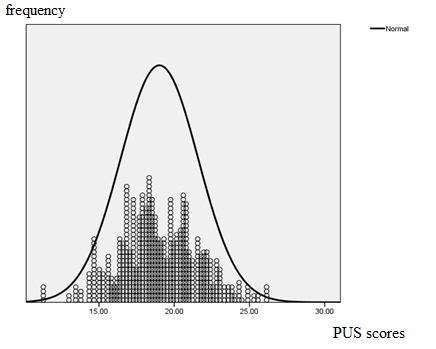 frequency
Normal
15.00 20.00 25.00 30.00
PUS scores